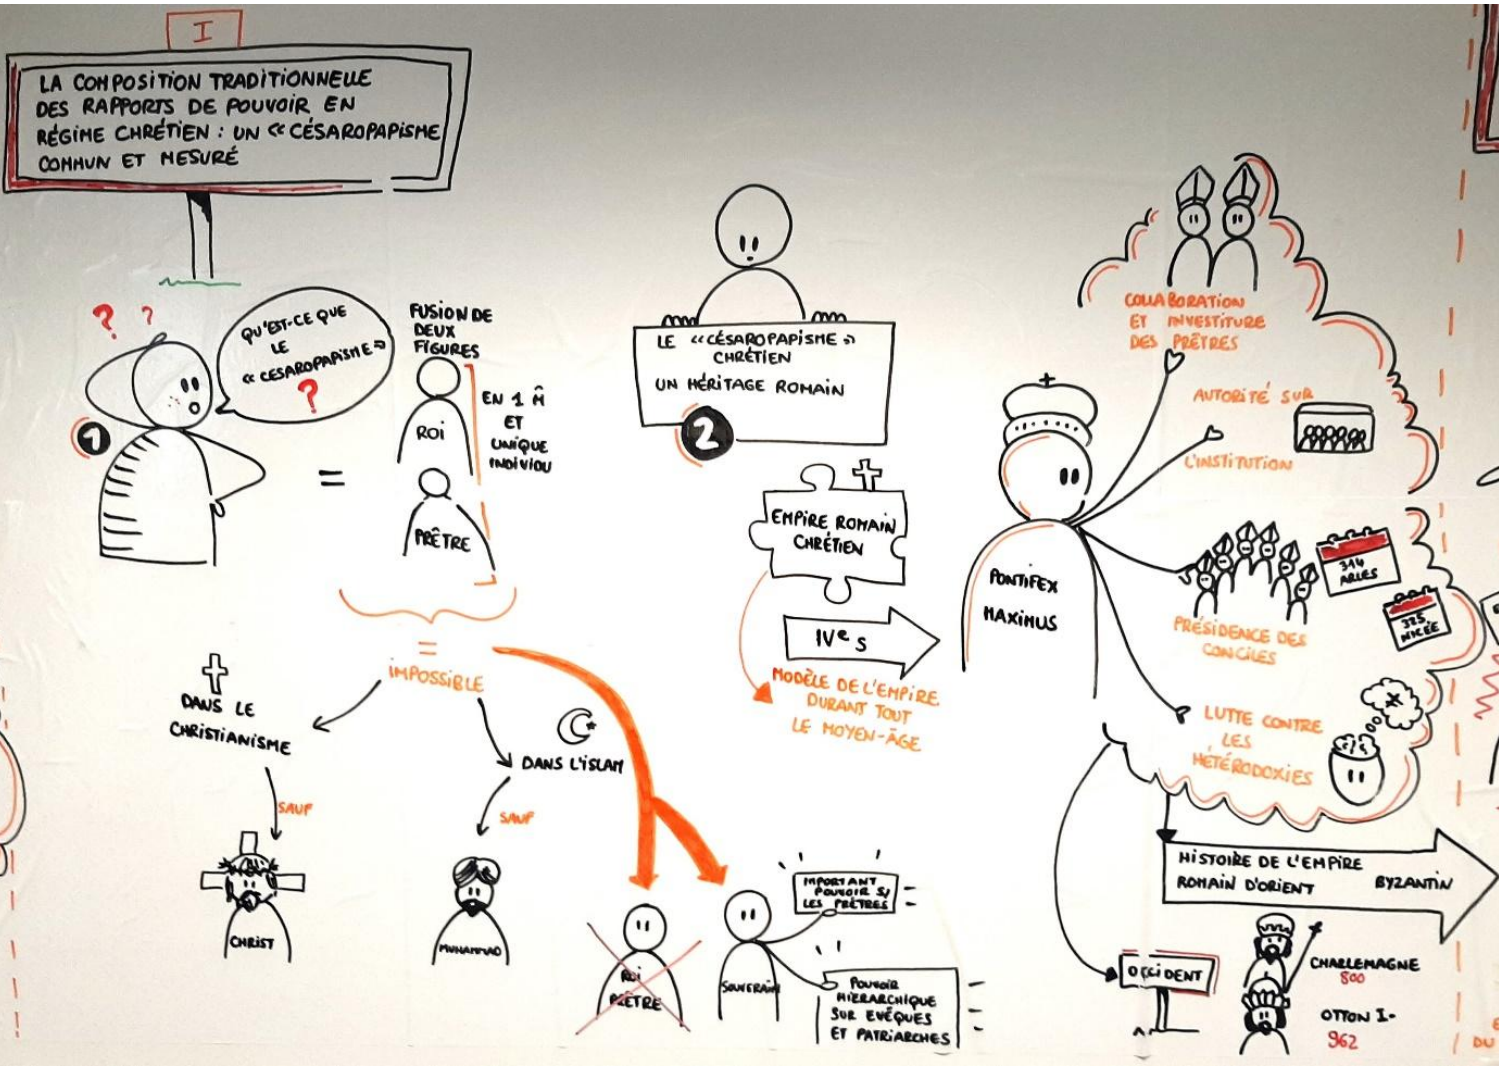 I
LA COMPOSITION TRADITIONNELLE
DES RAPPORTS DE POUVOIR EN
RÉGIME CHRÉTIEN : UN « CÉSAROPAPISME
COMMUN ET MESURÉ
? ?
QU'EST-CE QUE
LE
« CESAROPAPISME »
?
1
=
FUSION DE
DEUX
FIGURES
ROI
PRÊTRE
EN 1 M̂
ET
UNIQUE
INDIVIDU
=
IMPOSSIBLE
DANS LE
CHRISTIANISME
SAUF
CHRIST
DANS L'ISLAM
SAUF
MUHAMMAD
ROI
PRÊTRE
SOUVERAIN
IMPORTANT
POUVOIR S/
LES PRÊTRES
POUVOIR
HIERARCHIQUE
SUR EVÊQUES
ET PATRIARCHES
LE « CÉSAROPAPISME »
CHRÉTIEN
UN HÉRITAGE ROMAIN
2
EMPIRE ROMAIN
CHRÉTIEN
IVe S
MODÈLE DE L'EMPIRE
DURANT TOUT
LE MOYEN-ÂGE
PONTIFEX
MAXIMUS
COLLABORATION
ET INVESTITURE
DES PRÊTRES
AUTORITÉ SUR
L'INSTITUTION
314
ARLES
325
NICÉE
PRÉSIDENCE DES
CONCILES
LUTTE CONTRE
LES
HÉTÉRODOXIES
HISTOIRE DE L'EMPIRE
ROMAIN D'ORIENT BYZANTIN
OCCIDENT
CHARLEMAGNE
800
OTTON I-
962
DU